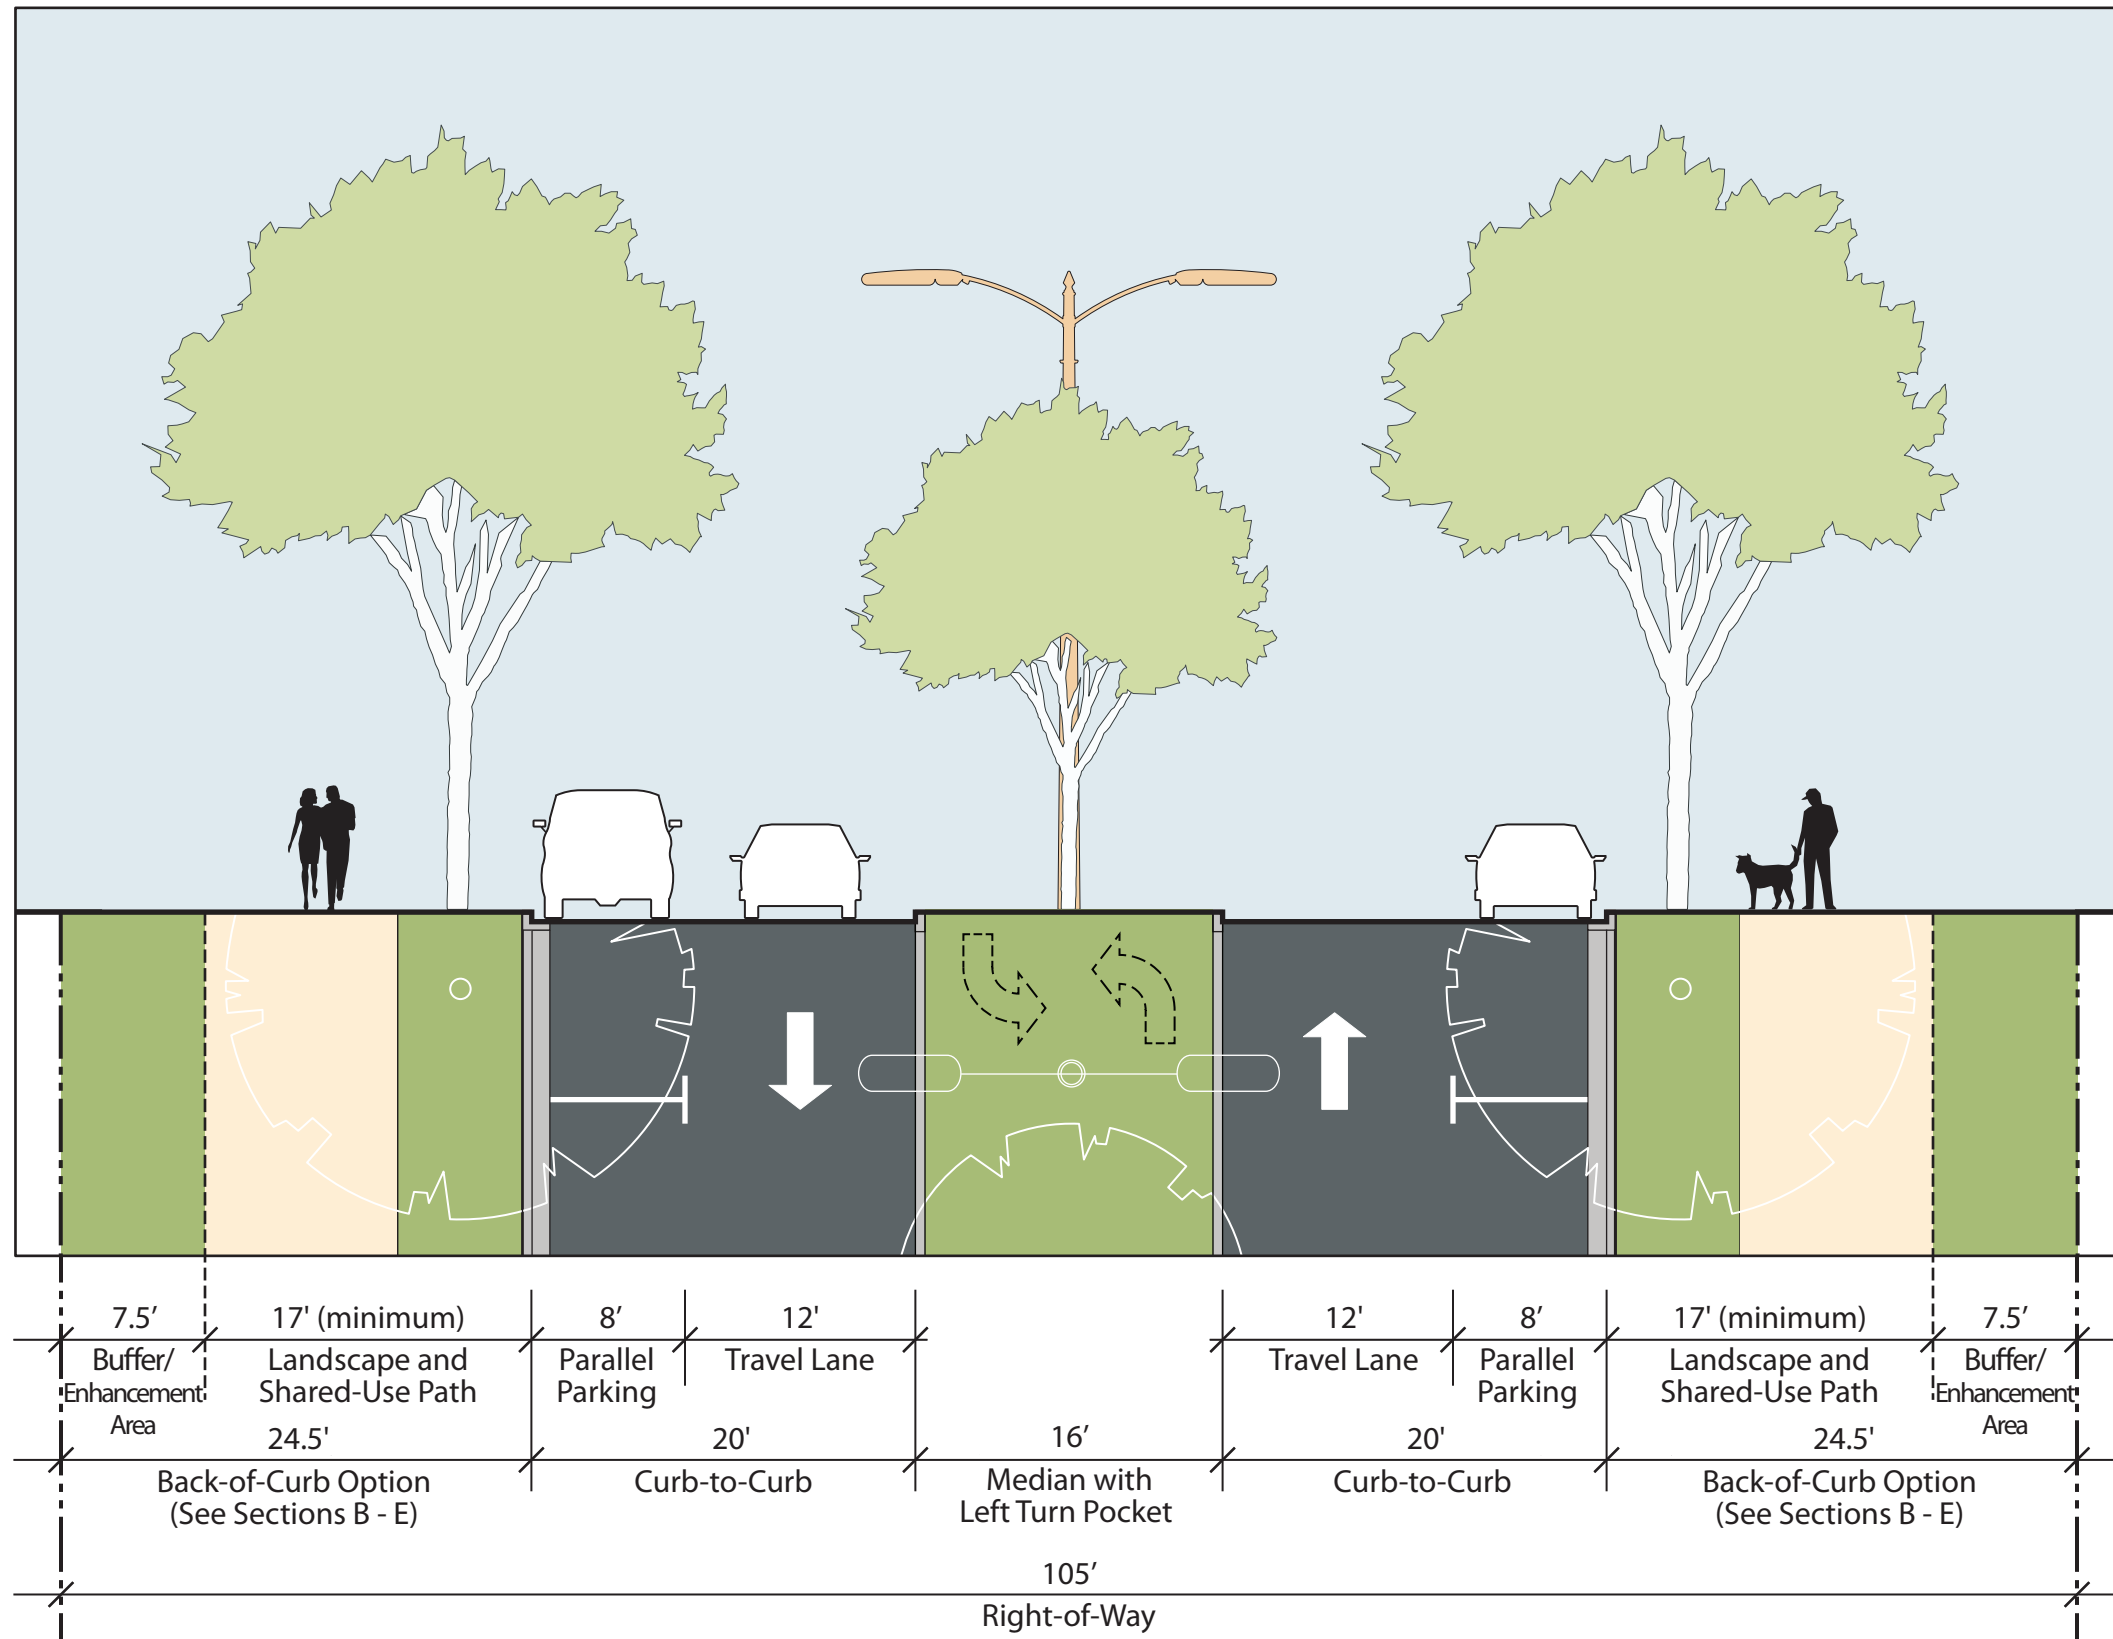 7.5’ 17' (minimum) 8’ 12' 12' 8’ 17' (minimum) 7.5’
Buffer/ Landscape and Parallel Travel Lane Travel Lane Parallel Landscape and Buffer/
Enhancement Shared-Use Path Parking Parking Shared-Use Path Enhancement
Area Area
24.5' 20' 16’ 20' 24.5'
Back-of-Curb Option Curb-to-Curb Median with Curb-to-Curb Back-of-Curb Option
(See Sections B - E) Left Turn Pocket (See Sections B - E)
105’
Right-of-Way